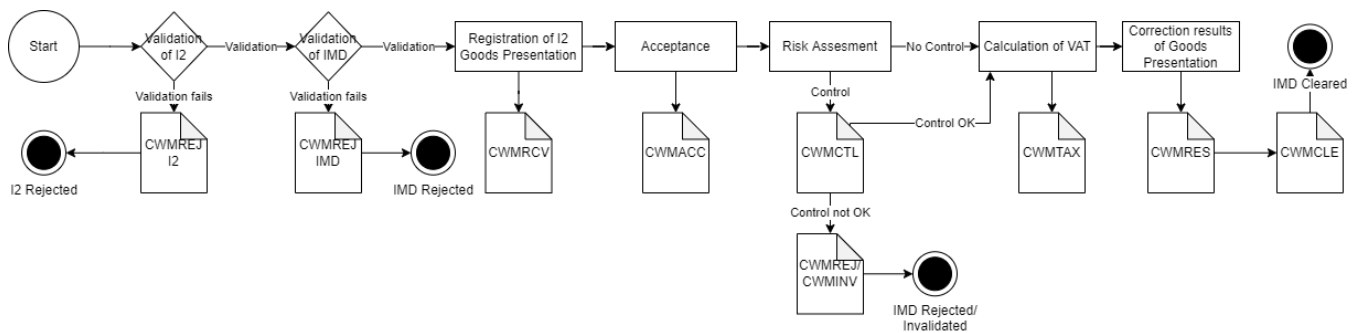 Start
Validation
of I2
Validation
Validation
of IMD
Validation
Registration of I2
Goods Presentation
Acceptance
Risk Assesment
No Control
Calculation of VAT
Correction results
of Goods
Presentation
IMD Cleared
Validation fails
Validation fails
Control
Control OK
CWMREJ
I2
I2 Rejected
CWMREJ
IMD
IMD Rejected
CWMRCV
CWMACC
CWMCTL
CWMTAX
CWMRES
CWMCLE
Control not OK
CWMREJ/
CWMINV
IMD Rejected/
Invalidated